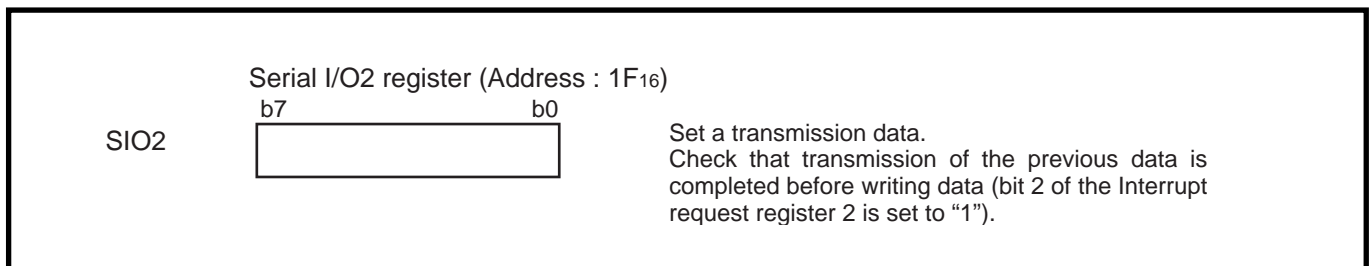 Serial I/O2 register (Address : 1F16)
b7 b0
SIO2
Set a transmission data.
Check that transmission of the previous data is
completed before writing data (bit 2 of the Interrupt
request register 2 is set to “1”).